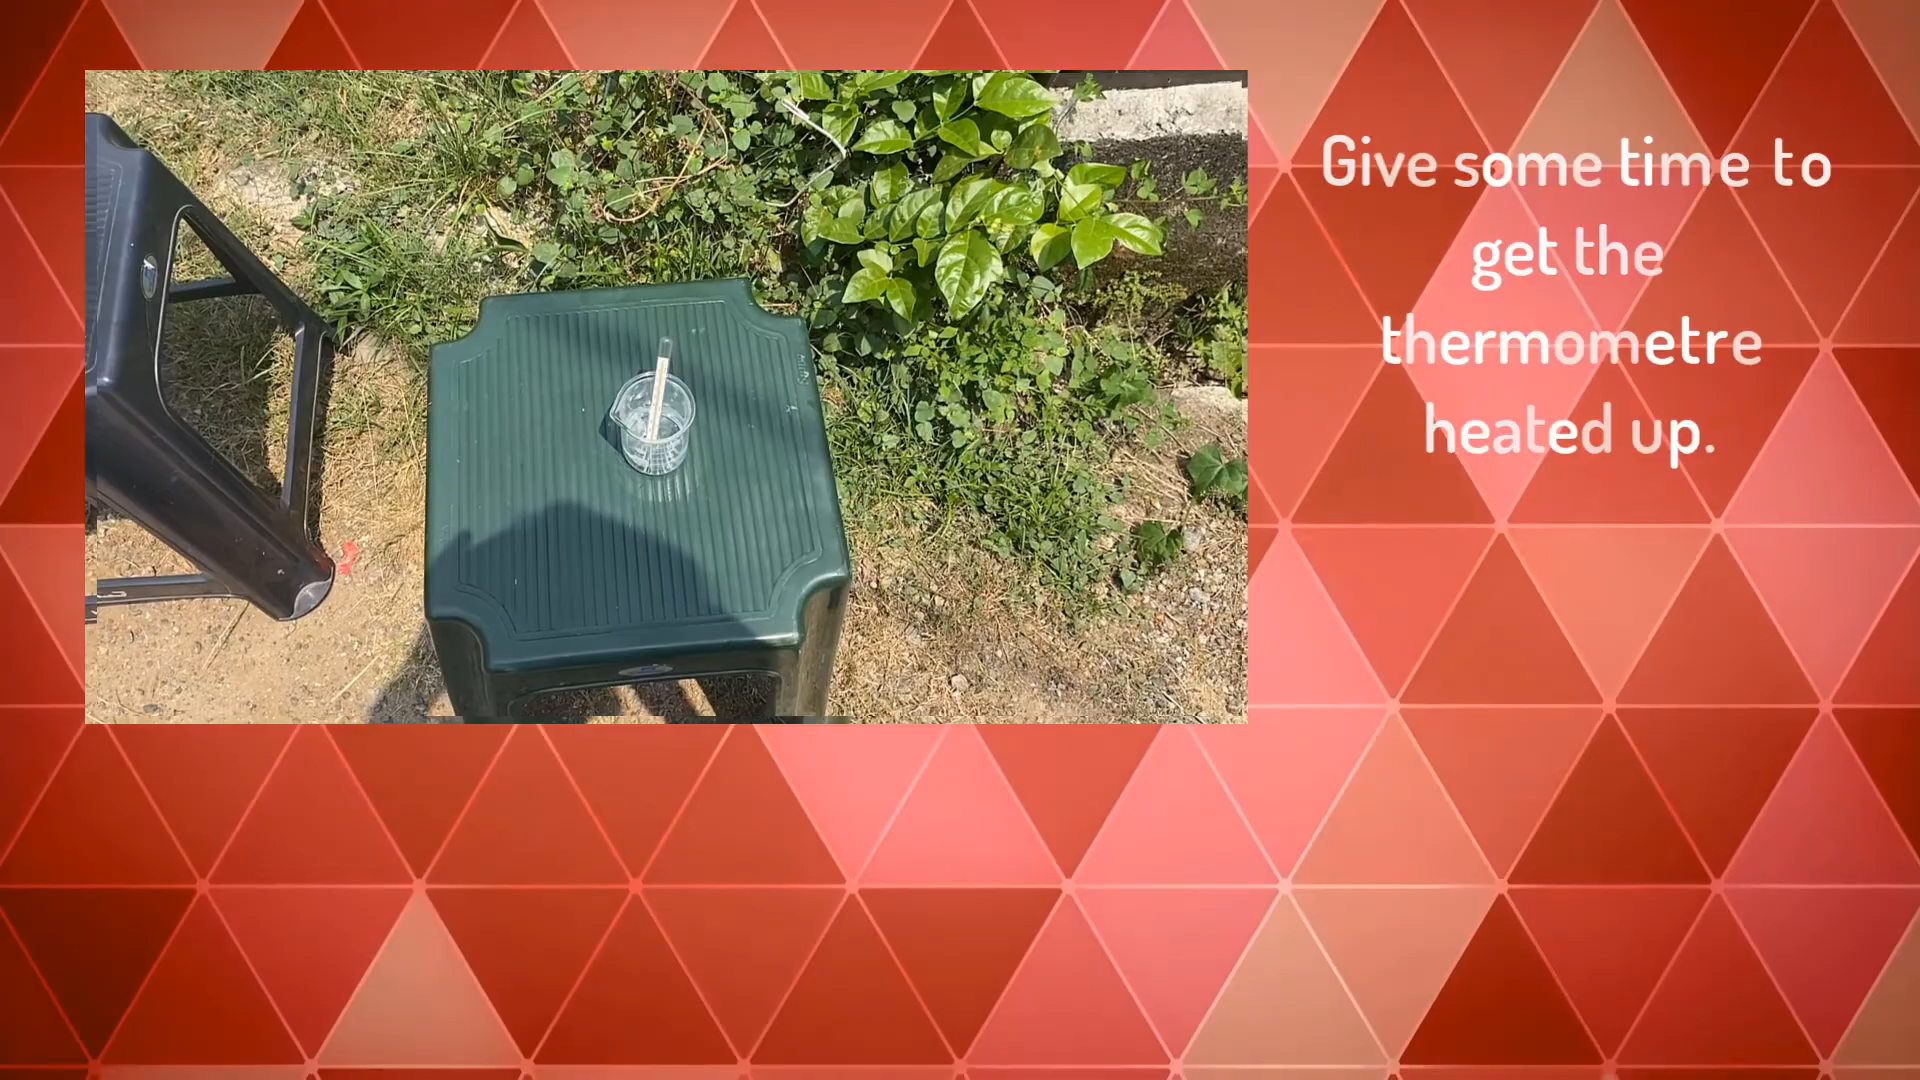 Give some time to
get the
thermometre
heated up.